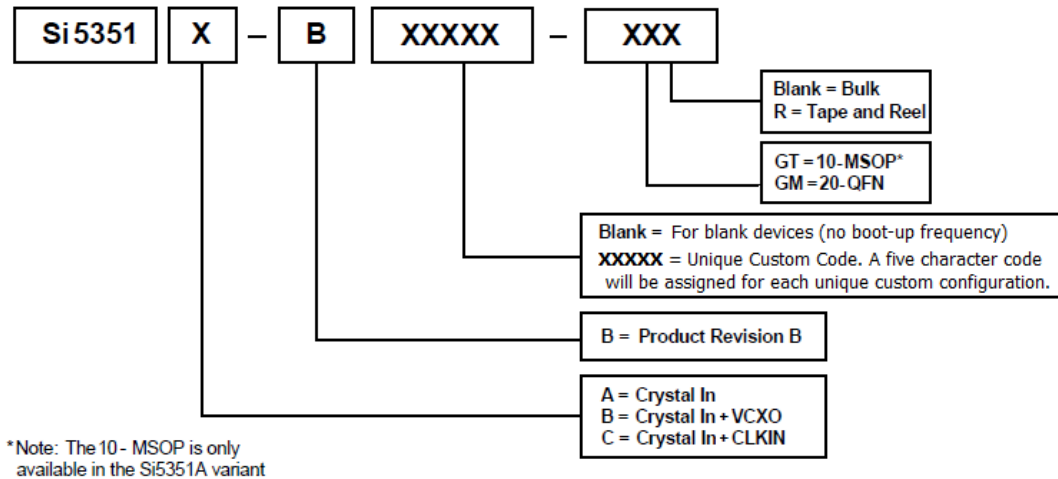 Si5351 X – B XXXXX – XXX
Blank = Bulk
R = Tape and Reel
GT = 10-MSOP*
GM = 20-QFN
Blank = For blank devices (no boot-up frequency)
XXXXX = Unique Custom Code. A five character code
will be assigned for each unique custom configuration.
B = Product Revision B
A = Crystal In
B = Crystal In + VCXO
C = Crystal In + CLKIN
*Note: The 10 - MSOP is only
available in the Si5351A variant